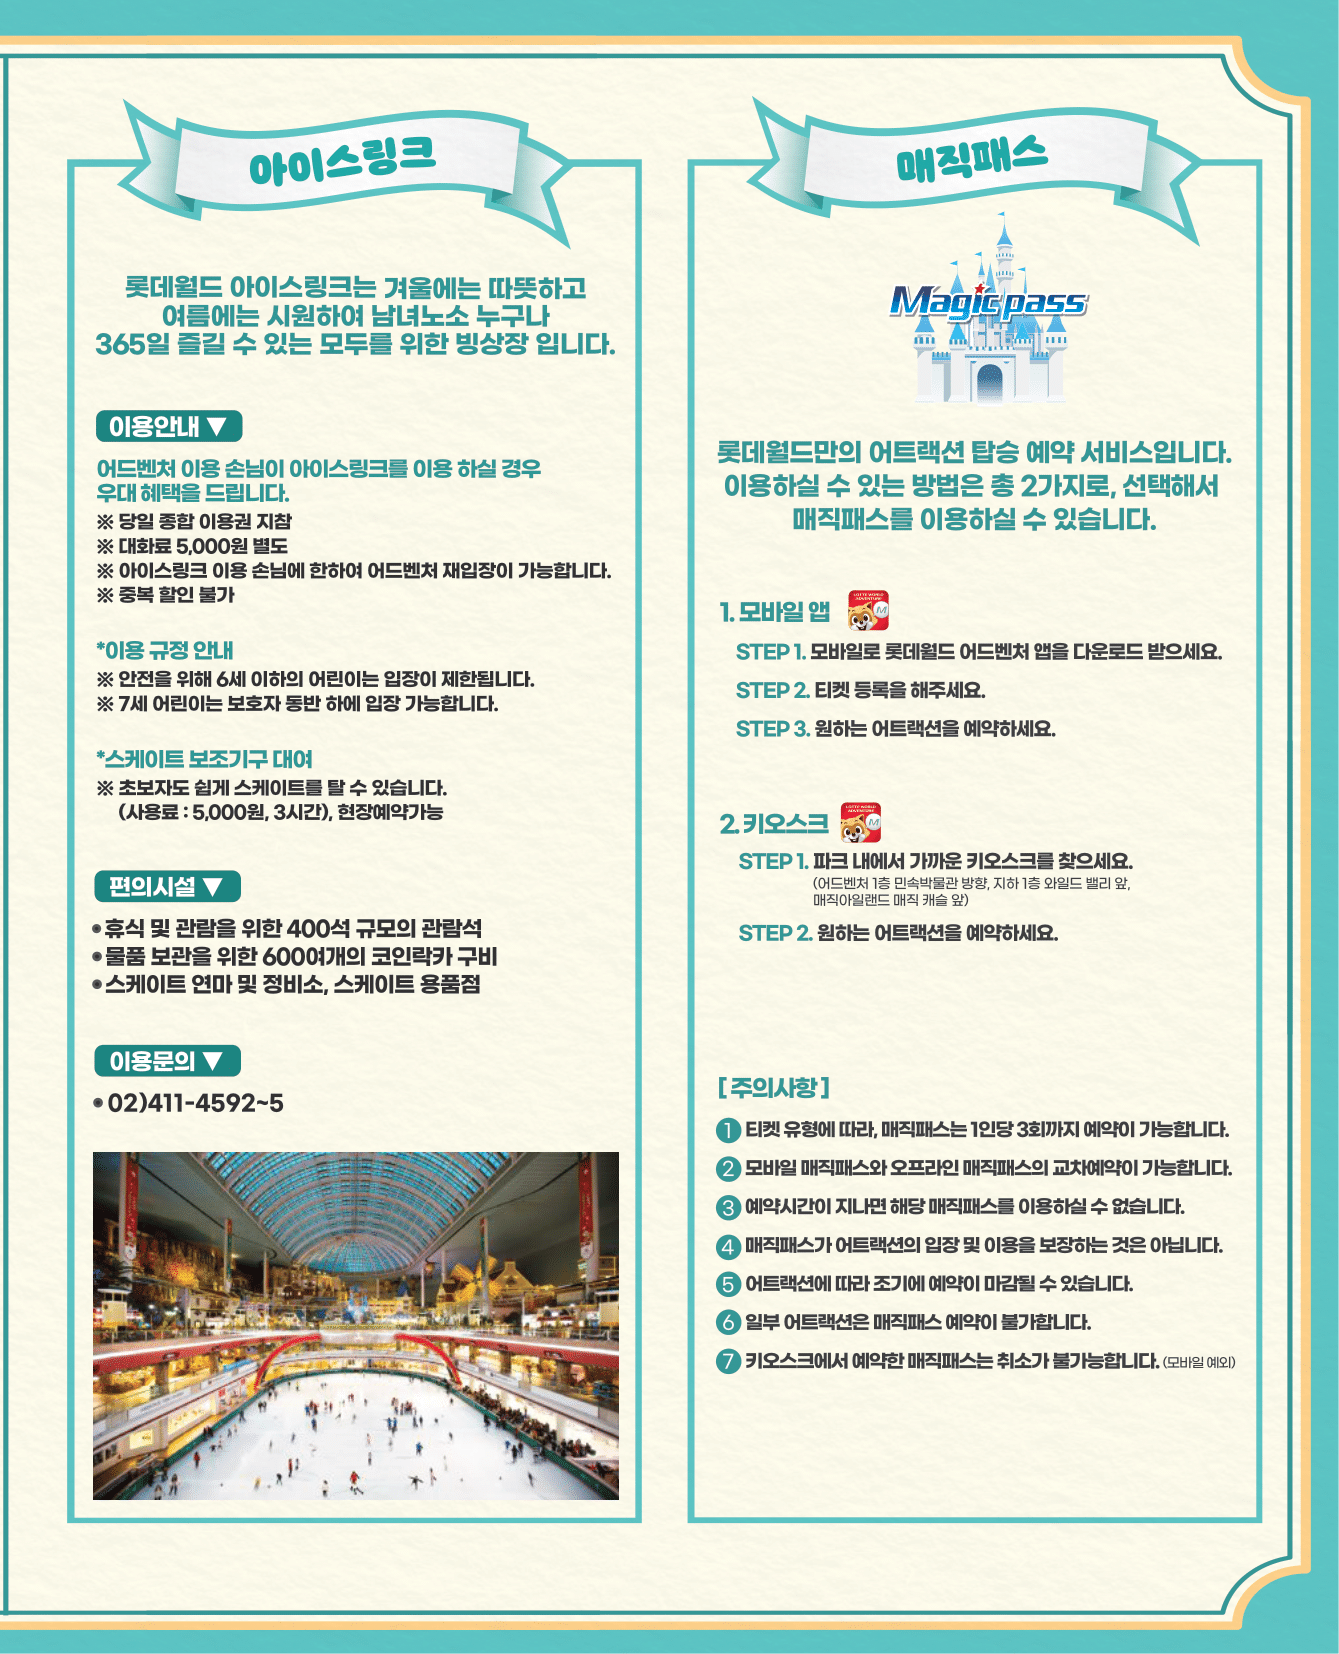 아이스링크
롯데월드 아이스링크는 겨울에는 따뜻하고
여름에는 시원하여 남녀노소 누구나
365일 즐길 수 있는 모두를 위한 빙상장 입니다.
이용안내 ▼
어드벤처 이용 손님이 아이스링크를 이용 하실 경우
우대 혜택을 드립니다.
※ 당일 종합 이용권 지참
※ 대화료 5,000원 별도
※ 아이스링크 이용 손님에 한하여 어드벤처 재입장이 가능합니다.
※ 중복 할인 불가
*이용 규정 안내
※ 안전을 위해 6세 이하의 어린이는 입장이 제한됩니다.
※ 7세 어린이는 보호자 동반 하에 입장 가능합니다.
*스케이트 보조기구 대여
※ 초보자도 쉽게 스케이트를 탈 수 있습니다.
(사용료 : 5,000원, 3시간), 현장예약가능
편의시설 ▼
● 휴식 및 관람을 위한 400석 규모의 관람석
● 물품 보관을 위한 600여개의 코인락카 구비
● 스케이트 연마 및 정비소, 스케이트 용품점
이용문의 ▼
● 02)411-4592~5
매직패스
Magic pass
롯데월드만의 어트랙션 탑승 예약 서비스입니다.
이용하실 수 있는 방법은 총 2가지로, 선택해서
매직패스를 이용하실 수 있습니다.
1. 모바일 앱
LOTTE WORLD
ADVENTURE
M
STEP 1. 모바일로 롯데월드 어드벤처 앱을 다운로드 받으세요.
STEP 2. 티켓 등록을 해주세요.
STEP 3. 원하는 어트랙션을 예약하세요.
2. 키오스크
LOTTE WORLD
ADVENTURE
M
STEP 1. 파크 내에서 가까운 키오스크를 찾으세요.
(어드벤처 1층 민속박물관 방향, 지하 1층 와일드 밸리 앞,
매직아일랜드 매직 캐슬 앞)
STEP 2. 원하는 어트랙션을 예약하세요.
[ 주의사항 ]
1 티켓 유형에 따라, 매직패스는 1인당 3회까지 예약이 가능합니다.
2 모바일 매직패스와 오프라인 매직패스의 교차예약이 가능합니다.
3 예약시간이 지나면 해당 매직패스를 이용하실 수 없습니다.
4 매직패스가 어트랙션의 입장 및 이용을 보장하는 것은 아닙니다.
5 어트랙션에 따라 조기에 예약이 마감될 수 있습니다.
6 일부 어트랙션은 매직패스 예약이 불가합니다.
7 키오스크에서 예약한 매직패스는 취소가 불가능합니다. (모바일 예외)